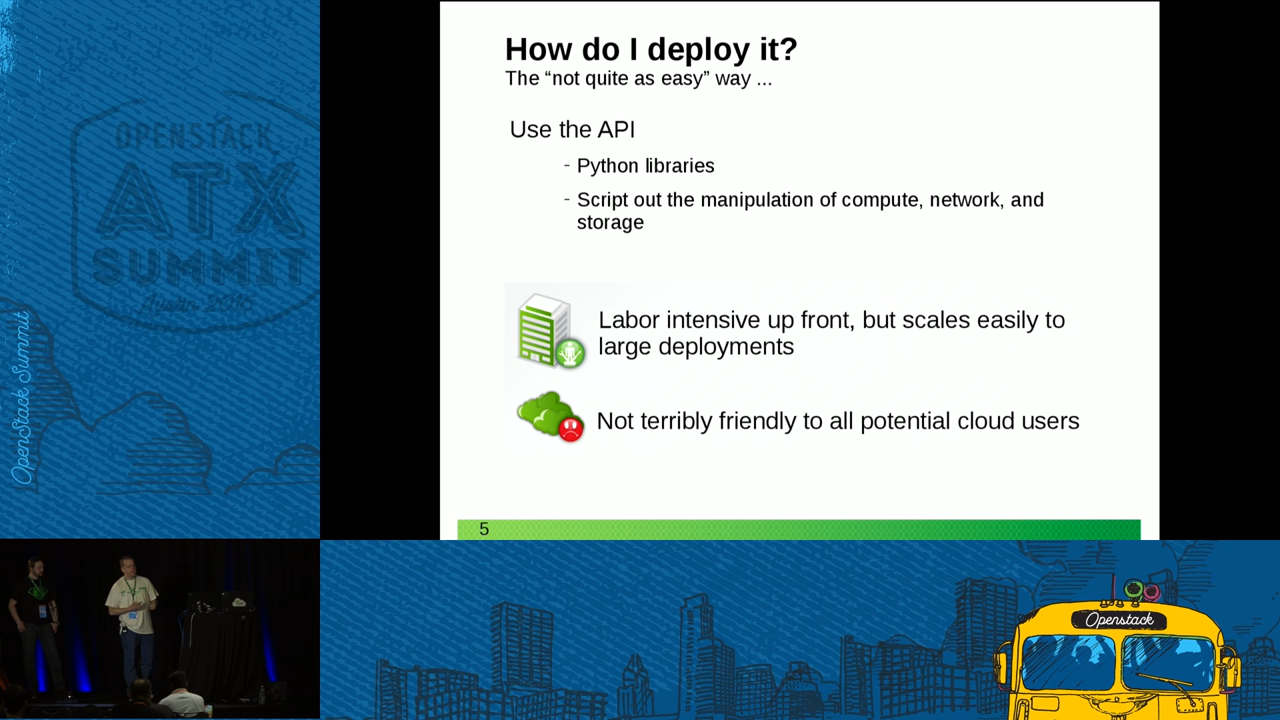 OPENSTACK
ATX
SUMMIT
Austin 2016
OpenStack Summit
How do I deploy it?
The “not quite as easy” way ...
Use the API
- Python libraries
- Script out the manipulation of compute, network, and
storage
Labor intensive up front, but scales easily to
large deployments
Not terribly friendly to all potential cloud users
5
Openstack